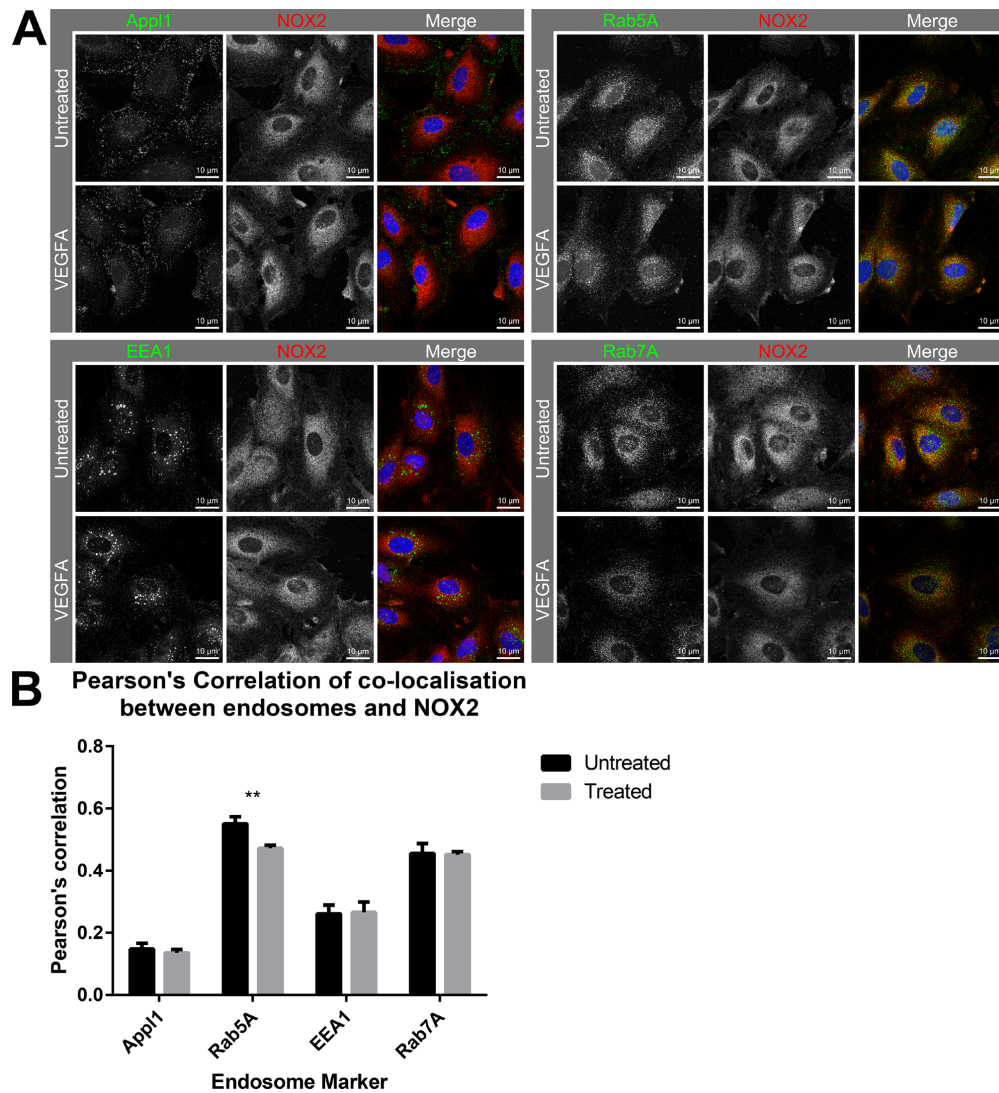 A
Appl1 NOX2 Merge
Untreated
10 µm 10 µm 10 µm
VEGFA
10 µm 10 µm 10 µm
Rab5A NOX2 Merge
Untreated
10 µm 10 µm 10 µm
VEGFA
10 µm 10 µm 10 µm
EEA1 NOX2 Merge
Untreated
10 µm 10 µm 10 µm
VEGFA
10 µm 10 µm 10 µm
Rab7A NOX2 Merge
Untreated
10 µm 10 µm 10 µm
VEGFA
10 µm 10 µm 10 µm
B
Pearson's Correlation of co-localisation
between endosomes and NOX2
Pearson's correlation
0.8
0.6
0.4
0.2
0.0
**
Appl1 Rab5A EEA1 Rab7A
Endosome Marker
Untreated
Treated